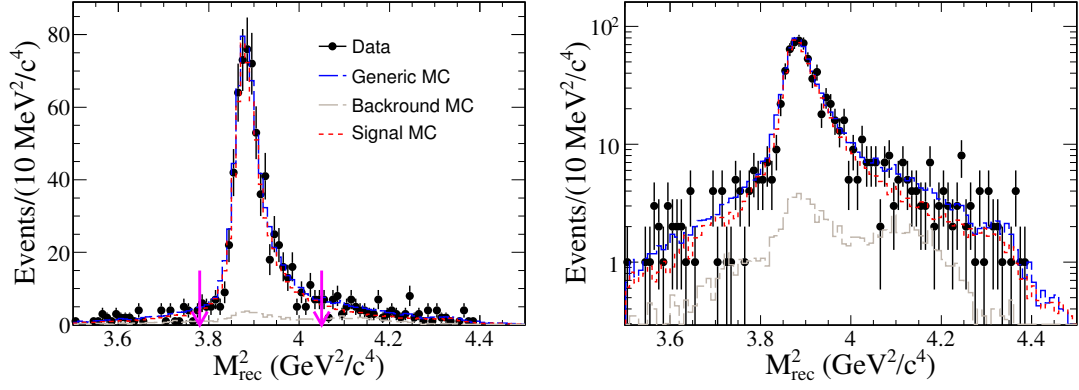 Events/(10 MeV²/c⁴)
80
60
40
20
0
Data
Generic MC
Backround MC
Signal MC
3.6 3.8 4.0 4.2 4.4
M²rec (GeV²/c⁴)
Events/(10 MeV²/c⁴)
10²
10
1
3.6 3.8 4 4.2 4.4
M²rec (GeV²/c⁴)